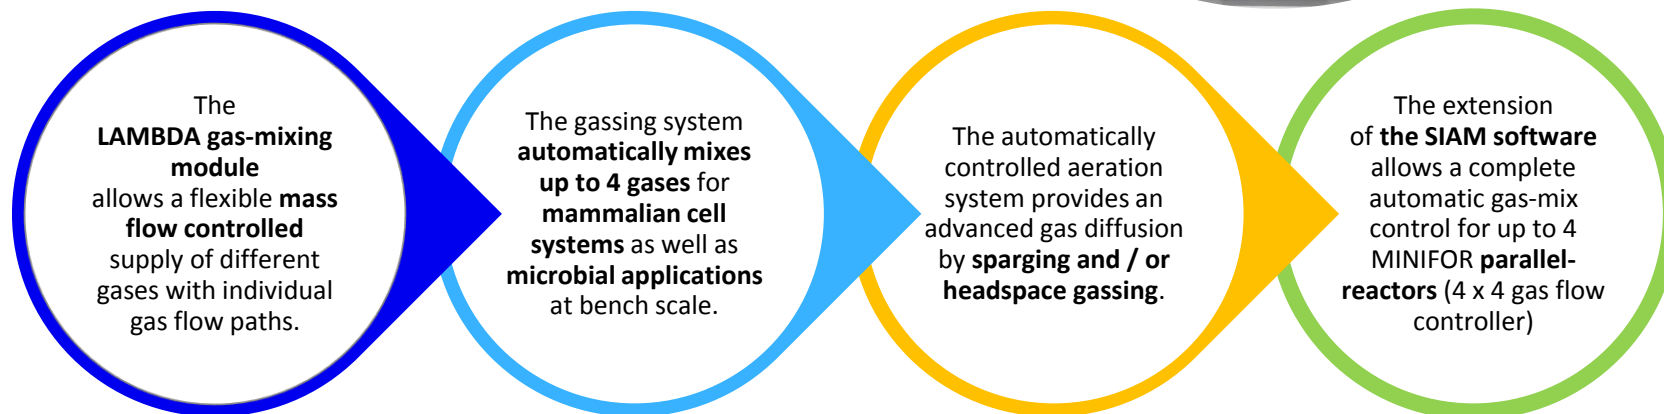 The
LAMBDA gas-mixing
module
allows a flexible mass
flow controlled
supply of different
gases with individual
gas flow paths.
The gassing system
automatically mixes
up to 4 gases for
mammalian cell
systems as well as
microbial applications
at bench scale.
The automatically
controlled aeration
system provides an
advanced gas diffusion
by sparging and / or
headspace gassing.
The extension
of the SIAM software
allows a complete
automatic gas-mix
control for up to 4
MINIFOR parallel-
reactors (4 x 4 gas flow
controller)